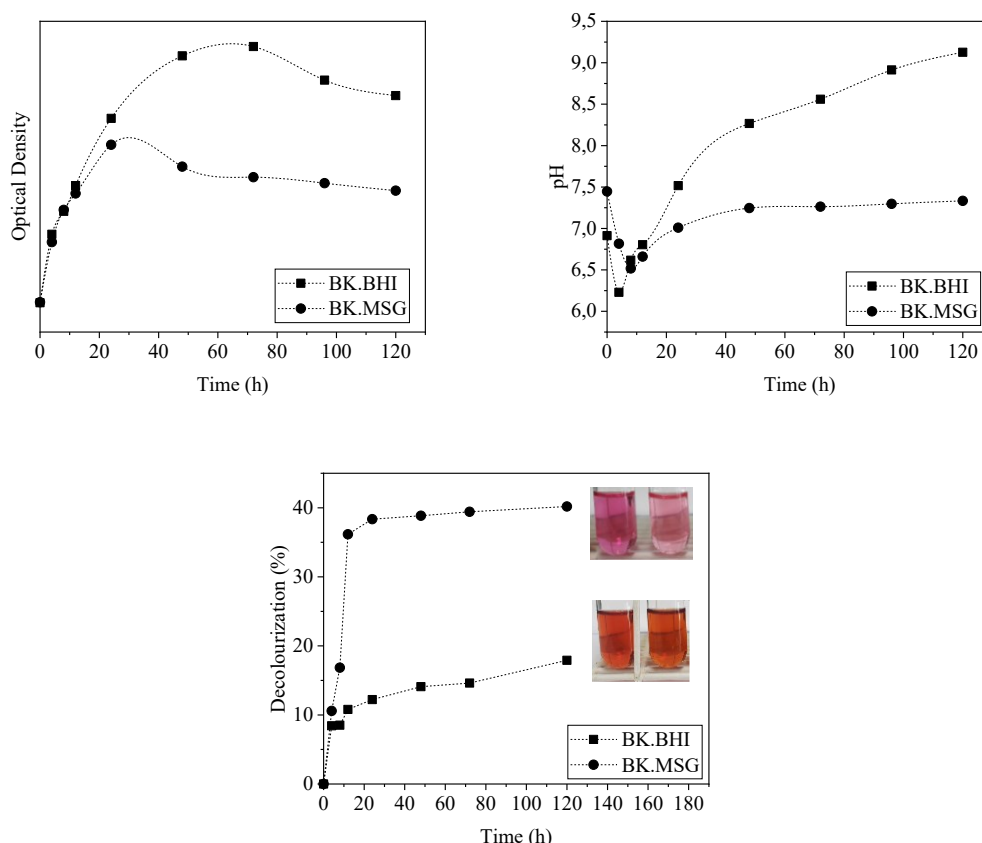 Optical Density
BK.BHI
BK.MSG
0 20 40 60 80 100 120
Time (h)
9,5
9,0
8,5
8,0
7,5
7,0
6,5
6,0
pH
BK.BHI
BK.MSG
0 20 40 60 80 100 120
Time (h)
40
30
20
10
0
Decolourization (%)
BK.BHI
BK.MSG
0 20 40 60 80 100 120 140 160 180
Time (h)